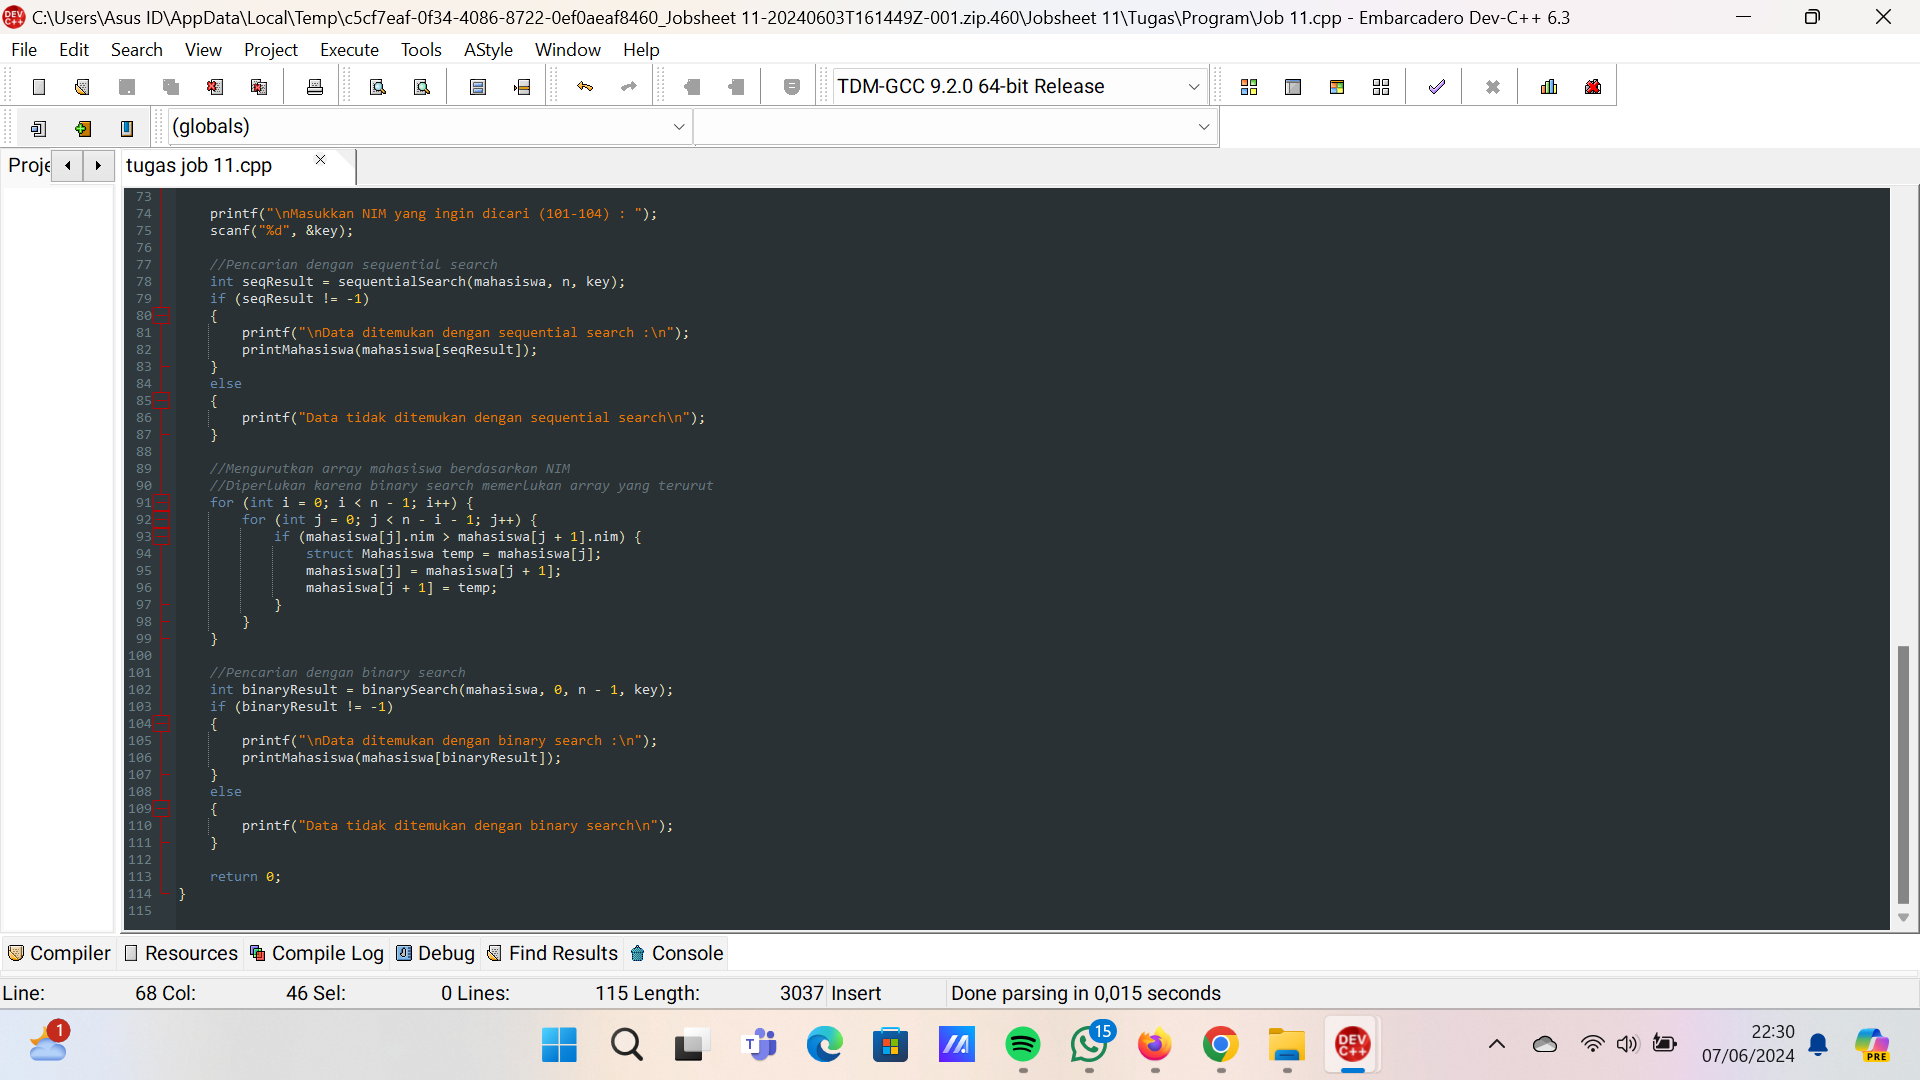 C:\Users\Asus ID\AppData\Local\Temp\c5cf7eaf-0f34-4086-8722-0ef0aeaf8460_Jobsheet 11-20240603T161449Z-001.zip.460\Jobsheet 11\Tugas\Program\Job 11.cpp - Embarcadero Dev-C++ 6.3
File Edit Search View Project Execute Tools AStyle Window Help
TDM-GCC 9.2.0 64-bit Release
(globals)
Proje tugas job 11.cpp
73
74 printf("\nMasukkan NIM yang ingin dicari (101-104) : ");
75 scanf("%d", &key);
76
77 //Pencarian dengan sequential search
78 int seqResult = sequentialSearch(mahasiswa, n, key);
79 if (seqResult != -1)
80 {
81 printf("\nData ditemukan dengan sequential search :\n");
82 printMahasiswa(mahasiswa[seqResult]);
83 }
84 else
85 {
86 printf("Data tidak ditemukan dengan sequential search\n");
87 }
88
89 //Mengurutkan array mahasiswa berdasarkan NIM
90 //Diperlukan karena binary search memerlukan array yang terurut
91 for (int i = 0; i < n - 1; i++) {
92 for (int j = 0; j < n - i - 1; j++) {
93 if (mahasiswa[j].nim > mahasiswa[j + 1].nim) {
94 struct Mahasiswa temp = mahasiswa[j];
95 mahasiswa[j] = mahasiswa[j + 1];
96 mahasiswa[j + 1] = temp;
97 }
98 }
99 }
100
101 //Pencarian dengan binary search
102 int binaryResult = binarySearch(mahasiswa, 0, n - 1, key);
103 if (binaryResult != -1)
104 {
105 printf("\nData ditemukan dengan binary search :\n");
106 printMahasiswa(mahasiswa[binaryResult]);
107 }
108 else
109 {
110 printf("Data tidak ditemukan dengan binary search\n");
111 }
112
113 return 0;
114 }
115
Compiler Resources Compile Log Debug Find Results Console
Line: 68 Col: 46 Sel: 0 Lines: 115 Length: 3037 Insert Done parsing in 0,015 seconds
1
15
DEV C++
22:30
07/06/2024
PRE